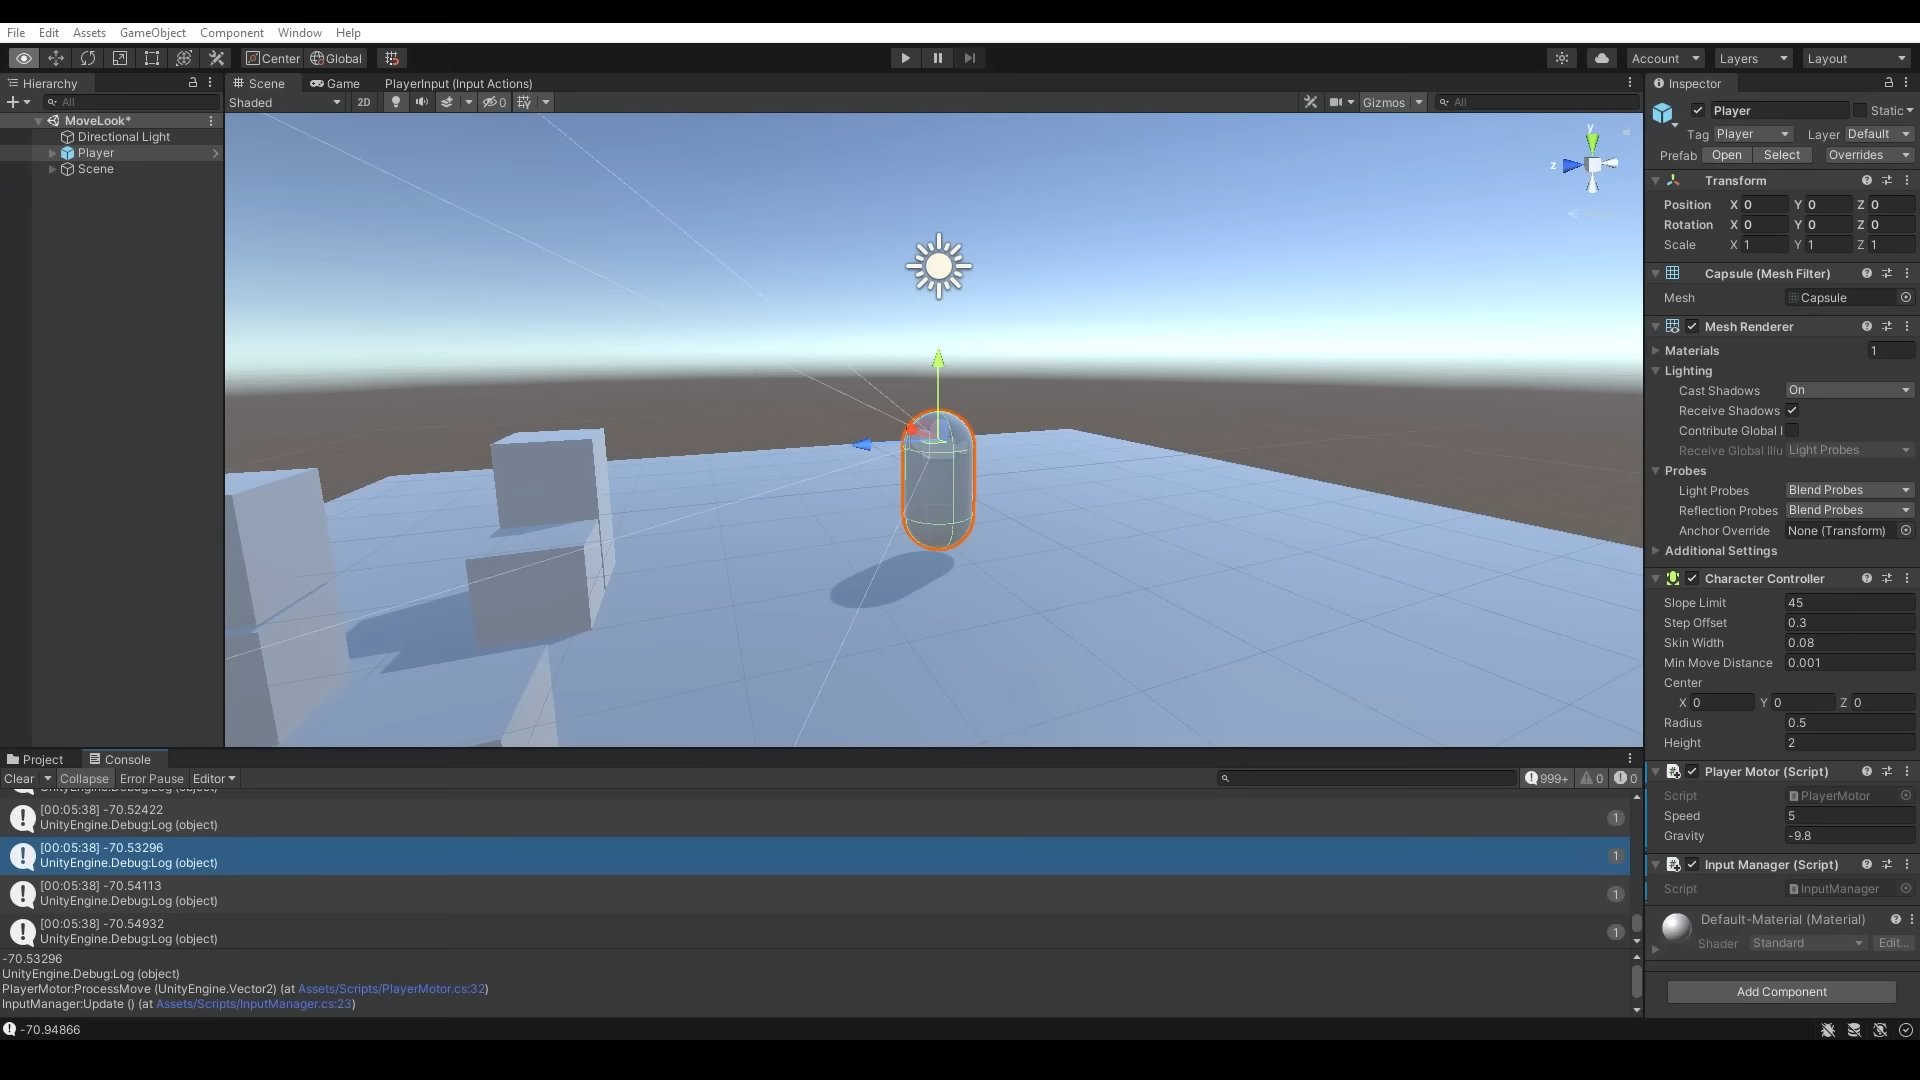 File Edit Assets GameObject Component Window Help
Center Global Account Layers Layout
Hierarchy Scene Game PlayerInput (Input Actions) Inspector
All Shaded 2D 0 Gizmos All
MoveLook*
Directional Light
Player
Scene
y
z
Player Static
Tag Player Layer Default
Prefab Open Select Overrides
Transform
Position X 0 Y 0 Z 0
Rotation X 0 Y 0 Z 0
Scale X 1 Y 1 Z 1
Capsule (Mesh Filter)
Mesh Capsule
Mesh Renderer
Materials 1
Lighting
Cast Shadows On
Receive Shadows
Contribute Global I
Receive Global Illu Light Probes
Probes
Light Probes Blend Probes
Reflection Probes Blend Probes
Anchor Override None (Transform)
Additional Settings
Character Controller
Slope Limit 45
Step Offset 0.3
Skin Width 0.08
Min Move Distance 0.001
Center
X 0 Y 0 Z 0
Radius 0.5
Height 2
Player Motor (Script)
Script PlayerMotor
Speed 5
Gravity -9.8
Input Manager (Script)
Script InputManager
Default-Material (Material)
Shader Standard Edit...
Add Component
Project Console
Clear Collapse Error Pause Editor 999+ 0 0
UnityEngine.Debug:Log (object)
[00:05:38] -70.52422
UnityEngine.Debug:Log (object) 1
[00:05:38] -70.53296
UnityEngine.Debug:Log (object) 1
[00:05:38] -70.54113
UnityEngine.Debug:Log (object) 1
[00:05:38] -70.54932
UnityEngine.Debug:Log (object) 1
-70.53296
UnityEngine.Debug:Log (object)
PlayerMotor:ProcessMove (UnityEngine.Vector2) (at Assets/Scripts/PlayerMotor.cs:32)
InputManager:Update () (at Assets/Scripts/InputManager.cs:23)
-70.94866